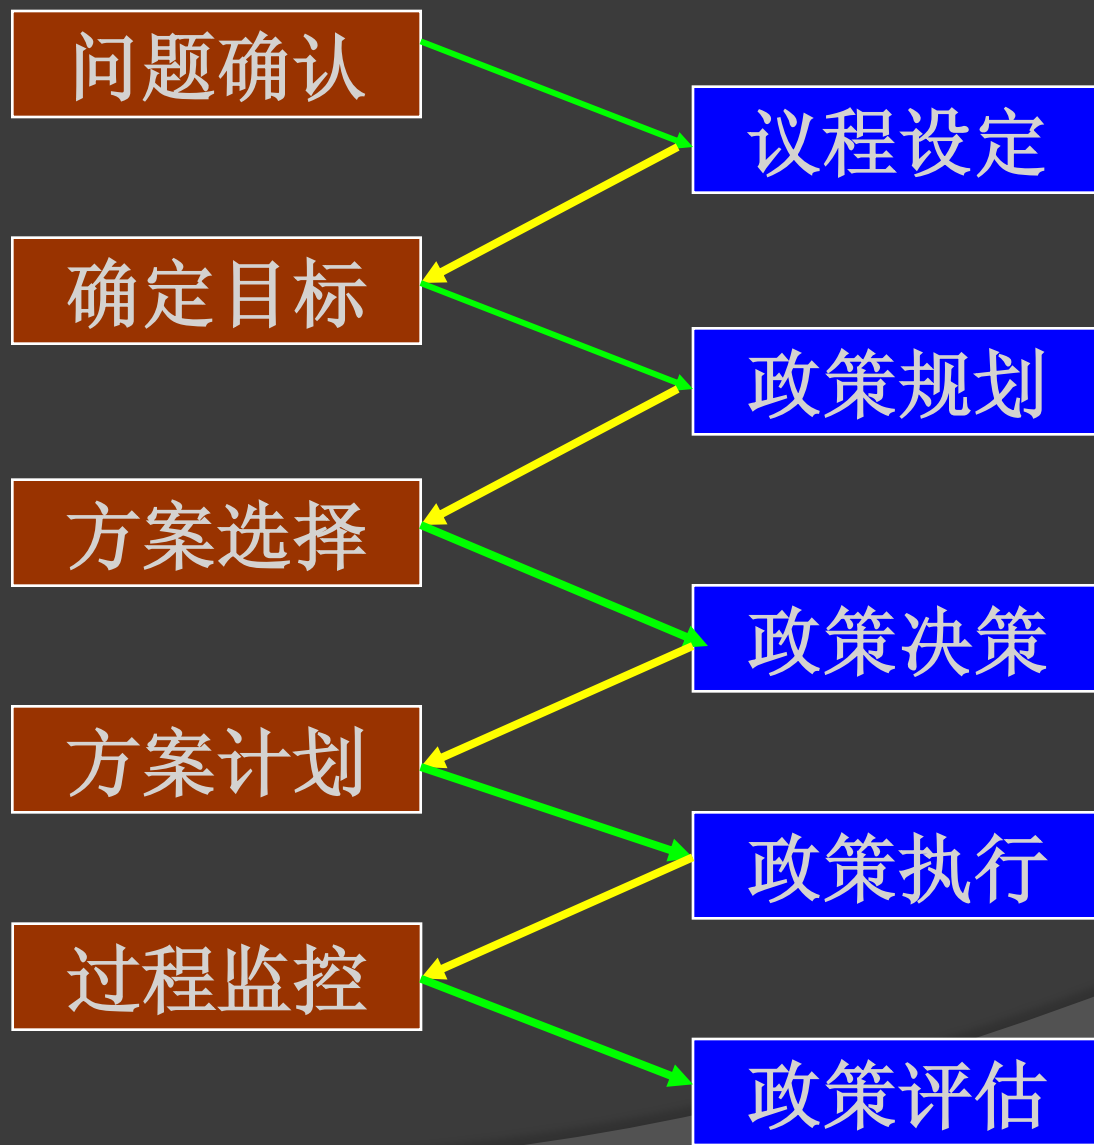 问题确认
议程设定
确定目标
政策规划
方案选择
政策决策
方案计划
政策执行
过程监控
政策评估